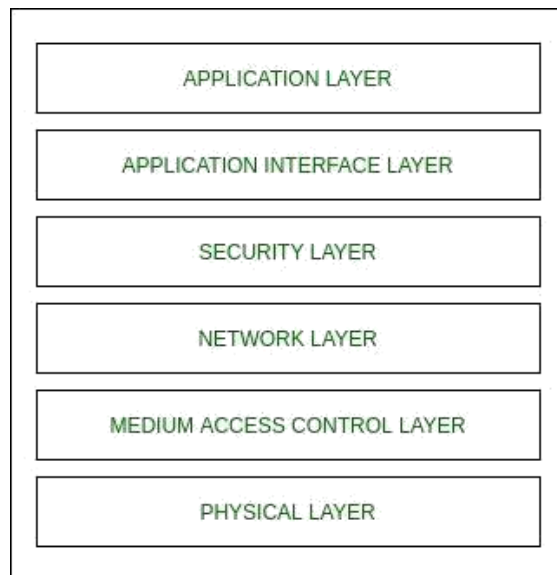 APPLICATION LAYER
APPLICATION INTERFACE LAYER
SECURITY LAYER
NETWORK LAYER
MEDIUM ACCESS CONTROL LAYER
PHYSICAL LAYER